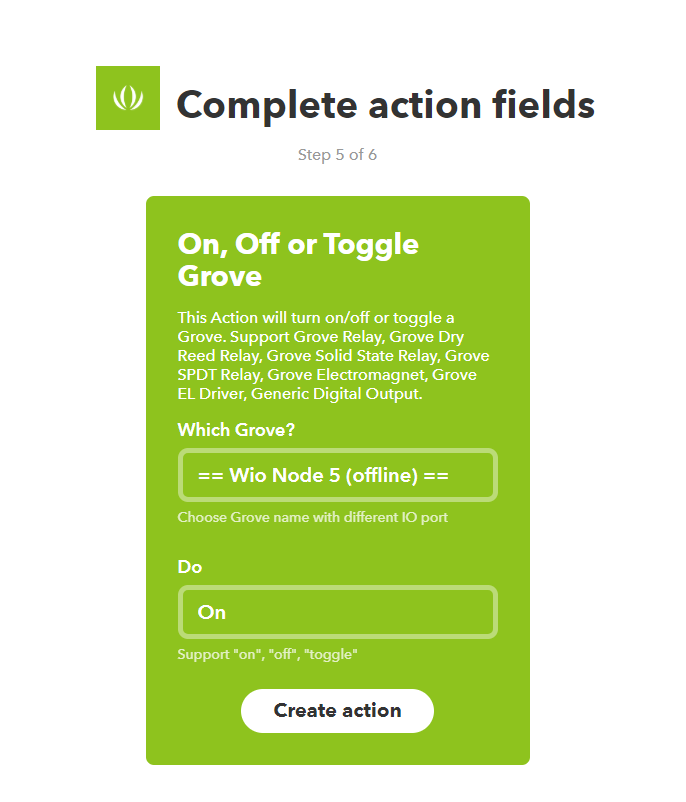 Complete action fields
Step 5 of 6
On, Off or Toggle
Grove
This Action will turn on/off or toggle a
Grove. Support Grove Relay, Grove Dry
Reed Relay, Grove Solid State Relay, Grove
SPDT Relay, Grove Electromagnet, Grove
EL Driver, Generic Digital Output.
Which Grove?
== Wio Node 5 (offline) ==
Choose Grove name with different IO port
Do
On
Support "on", "off", "toggle"
Create action